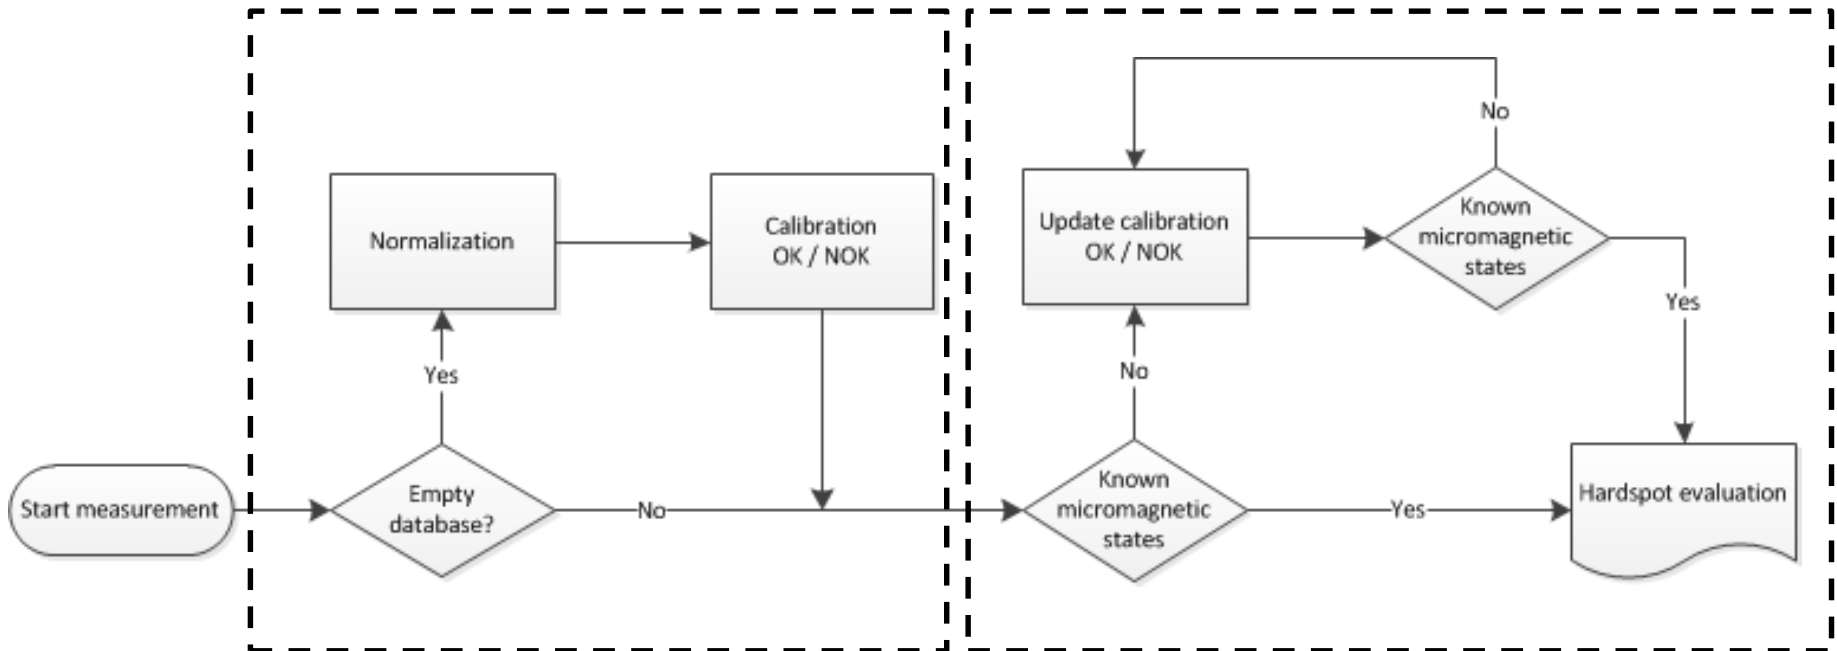 No
Normalization
Calibration
OK / NOK
Update calibration
OK / NOK
Known
micromagnetic
states
Yes
Yes
No
Start measurement
Empty
database?
No
Known
micromagnetic
states
Yes
Hardspot evaluation